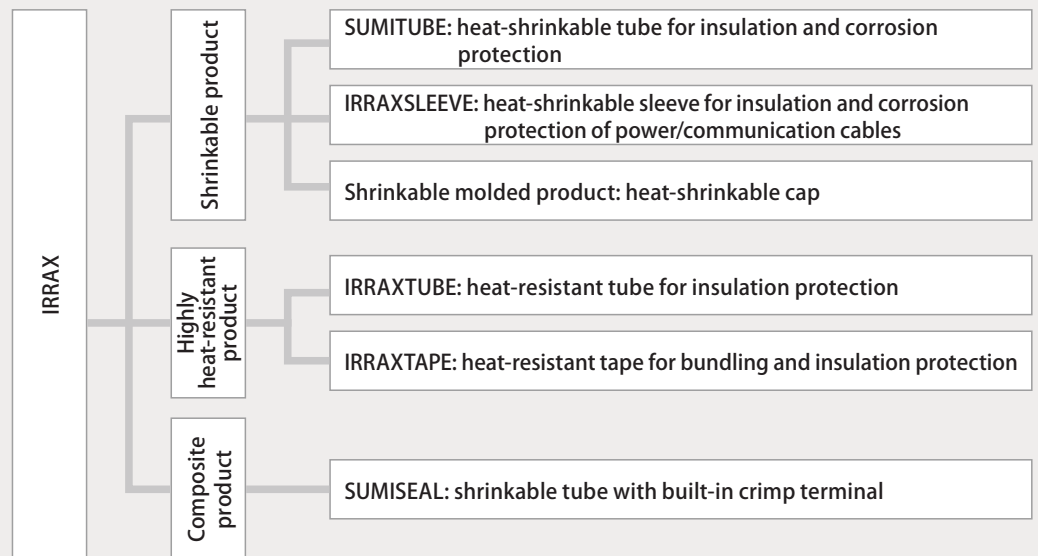 IRRAX
Shrinkable product
SUMITUBE: heat-shrinkable tube for insulation and corrosion
protection
IRRAXSLEEVE: heat-shrinkable sleeve for insulation and corrosion
protection of power/communication cables
Shrinkable molded product: heat-shrinkable cap
Highly
heat-resistant
product
IRRAXTUBE: heat-resistant tube for insulation protection
IRRAXTAPE: heat-resistant tape for bundling and insulation protection
Composite
product
SUMISEAL: shrinkable tube with built-in crimp terminal